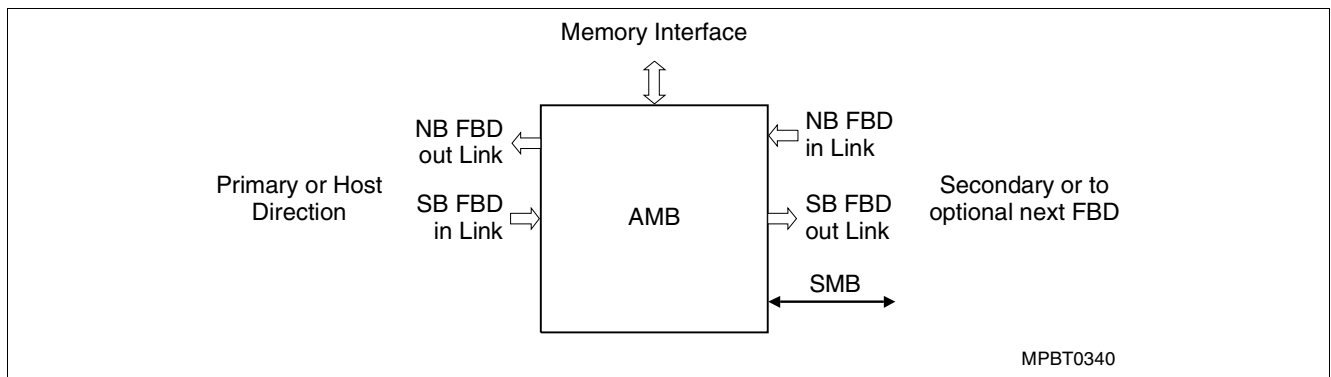 Memory Interface
NB FBD
out Link
NB FBD
in Link
Primary or Host
Direction
SB FBD
in Link
AMB
SB FBD
out Link
Secondary or to
optional next FBD
SMB
MPBT0340